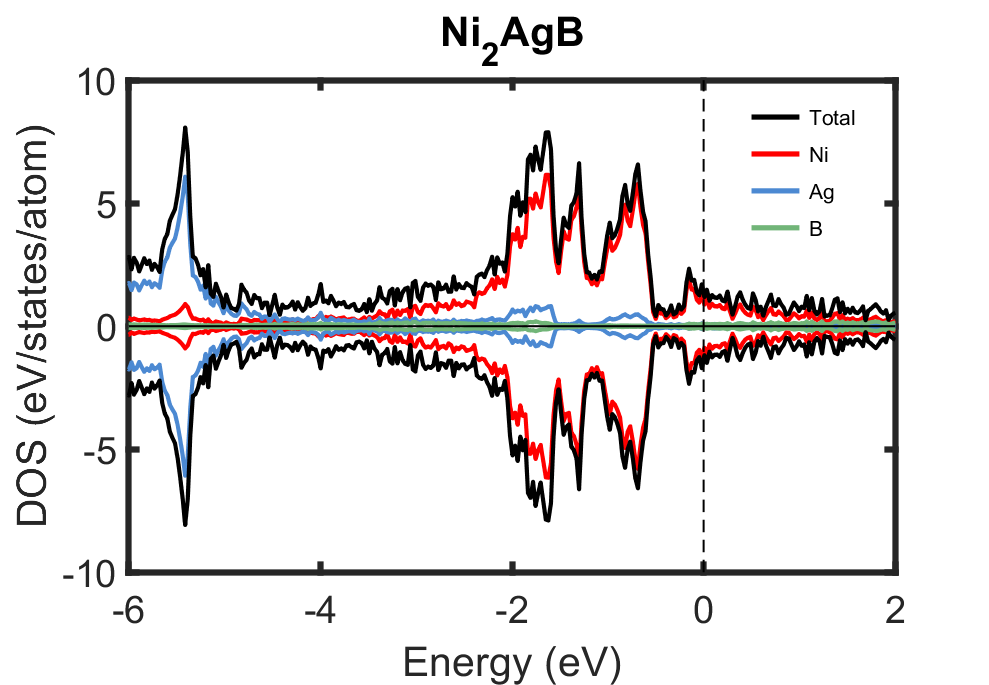 Ni2AgB
10
5
0
-5
-10
DOS (eV/states/atom)
Total
Ni
Ag
B
-6
-4
-2
0
2
Energy (eV)